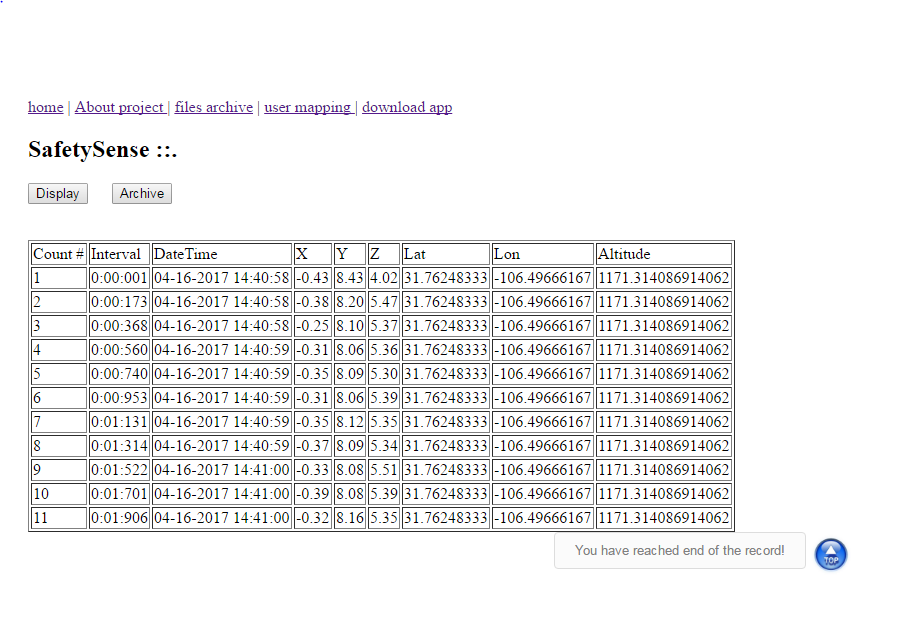 home | About project | files archive | user mapping | download app
SafetySense ::.
Display Archive
Count # Interval DateTime X Y Z Lat Lon Altitude
1 0:00:001 04-16-2017 14:40:58 -0.43 8.43 4.02 31.76248333 -106.49666167 1171.314086914062
2 0:00:173 04-16-2017 14:40:58 -0.38 8.20 5.47 31.76248333 -106.49666167 1171.314086914062
3 0:00:368 04-16-2017 14:40:58 -0.25 8.10 5.37 31.76248333 -106.49666167 1171.314086914062
4 0:00:560 04-16-2017 14:40:59 -0.31 8.06 5.36 31.76248333 -106.49666167 1171.314086914062
5 0:00:740 04-16-2017 14:40:59 -0.35 8.09 5.30 31.76248333 -106.49666167 1171.314086914062
6 0:00:953 04-16-2017 14:40:59 -0.31 8.06 5.39 31.76248333 -106.49666167 1171.314086914062
7 0:01:131 04-16-2017 14:40:59 -0.35 8.12 5.35 31.76248333 -106.49666167 1171.314086914062
8 0:01:314 04-16-2017 14:40:59 -0.37 8.09 5.34 31.76248333 -106.49666167 1171.314086914062
9 0:01:522 04-16-2017 14:41:00 -0.33 8.08 5.51 31.76248333 -106.49666167 1171.314086914062
10 0:01:701 04-16-2017 14:41:00 -0.39 8.08 5.39 31.76248333 -106.49666167 1171.314086914062
11 0:01:906 04-16-2017 14:41:00 -0.32 8.16 5.35 31.76248333 -106.49666167 1171.314086914062
You have reached end of the record! TOP